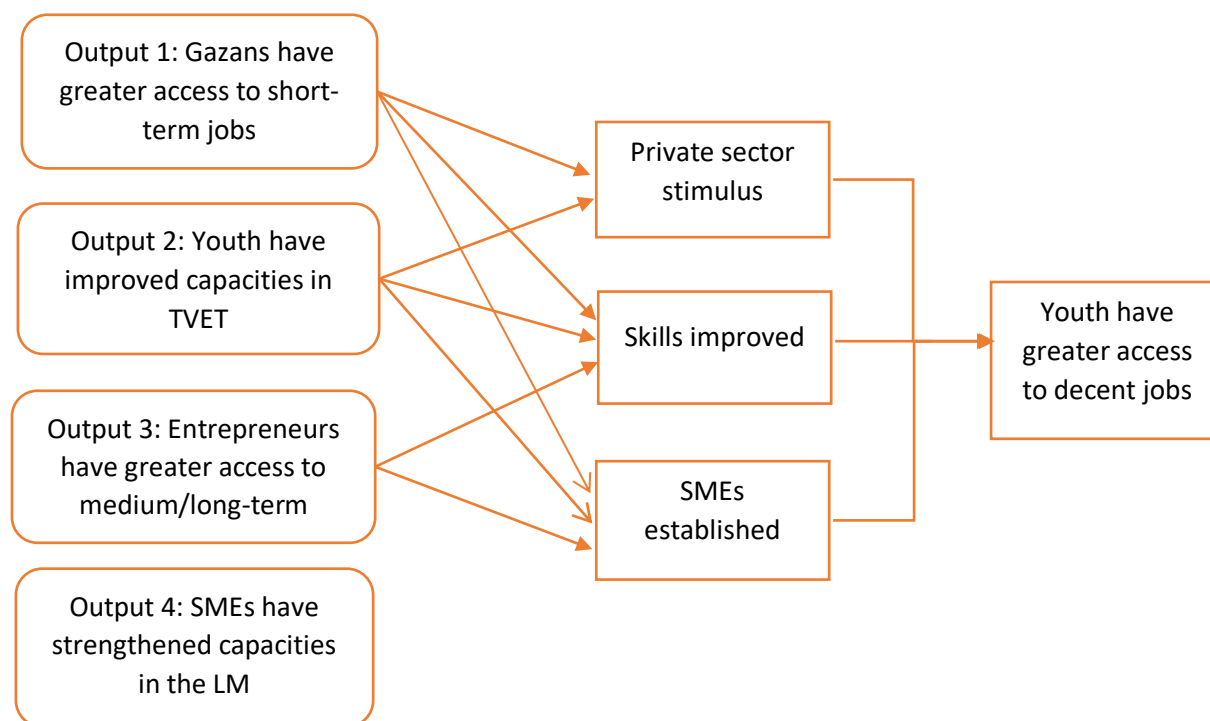 Output 1: Gazans have
greater access to short-
term jobs
Output 2: Youth have
improved capacities in
TVET
Output 3: Entrepreneurs
have greater access to
medium/long-term
Output 4: SMEs have
strengthened capacities
in the LM
Private sector
stimulus
Skills improved
SMEs
established
Youth have
greater access
to decent jobs